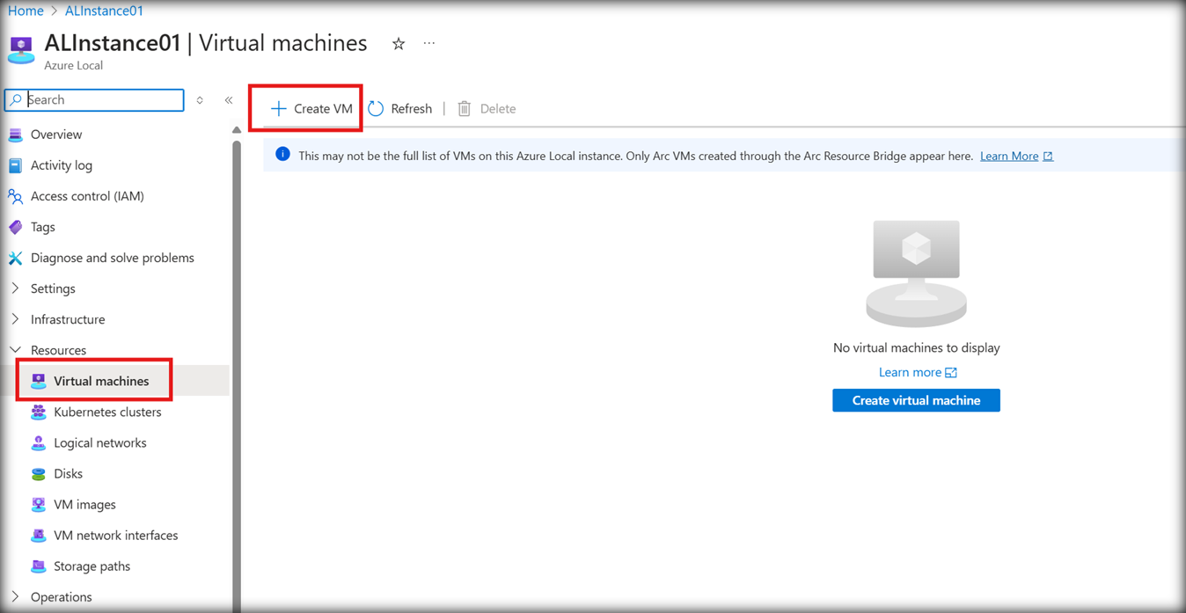 Home > ALInstance01
ALInstance01 | Virtual machines
Azure Local
Search
Create VM
Refresh
Delete
Overview
Activity log
Access control (IAM)
Tags
Diagnose and solve problems
Settings
Infrastructure
Resources
Virtual machines
Kubernetes clusters
Logical networks
Disks
VM images
VM network interfaces
Storage paths
Operations
This may not be the full list of VMs on this Azure Local instance. Only Arc VMs created through the Arc Resource Bridge appear here. Learn More
No virtual machines to display
Learn more
Create virtual machine